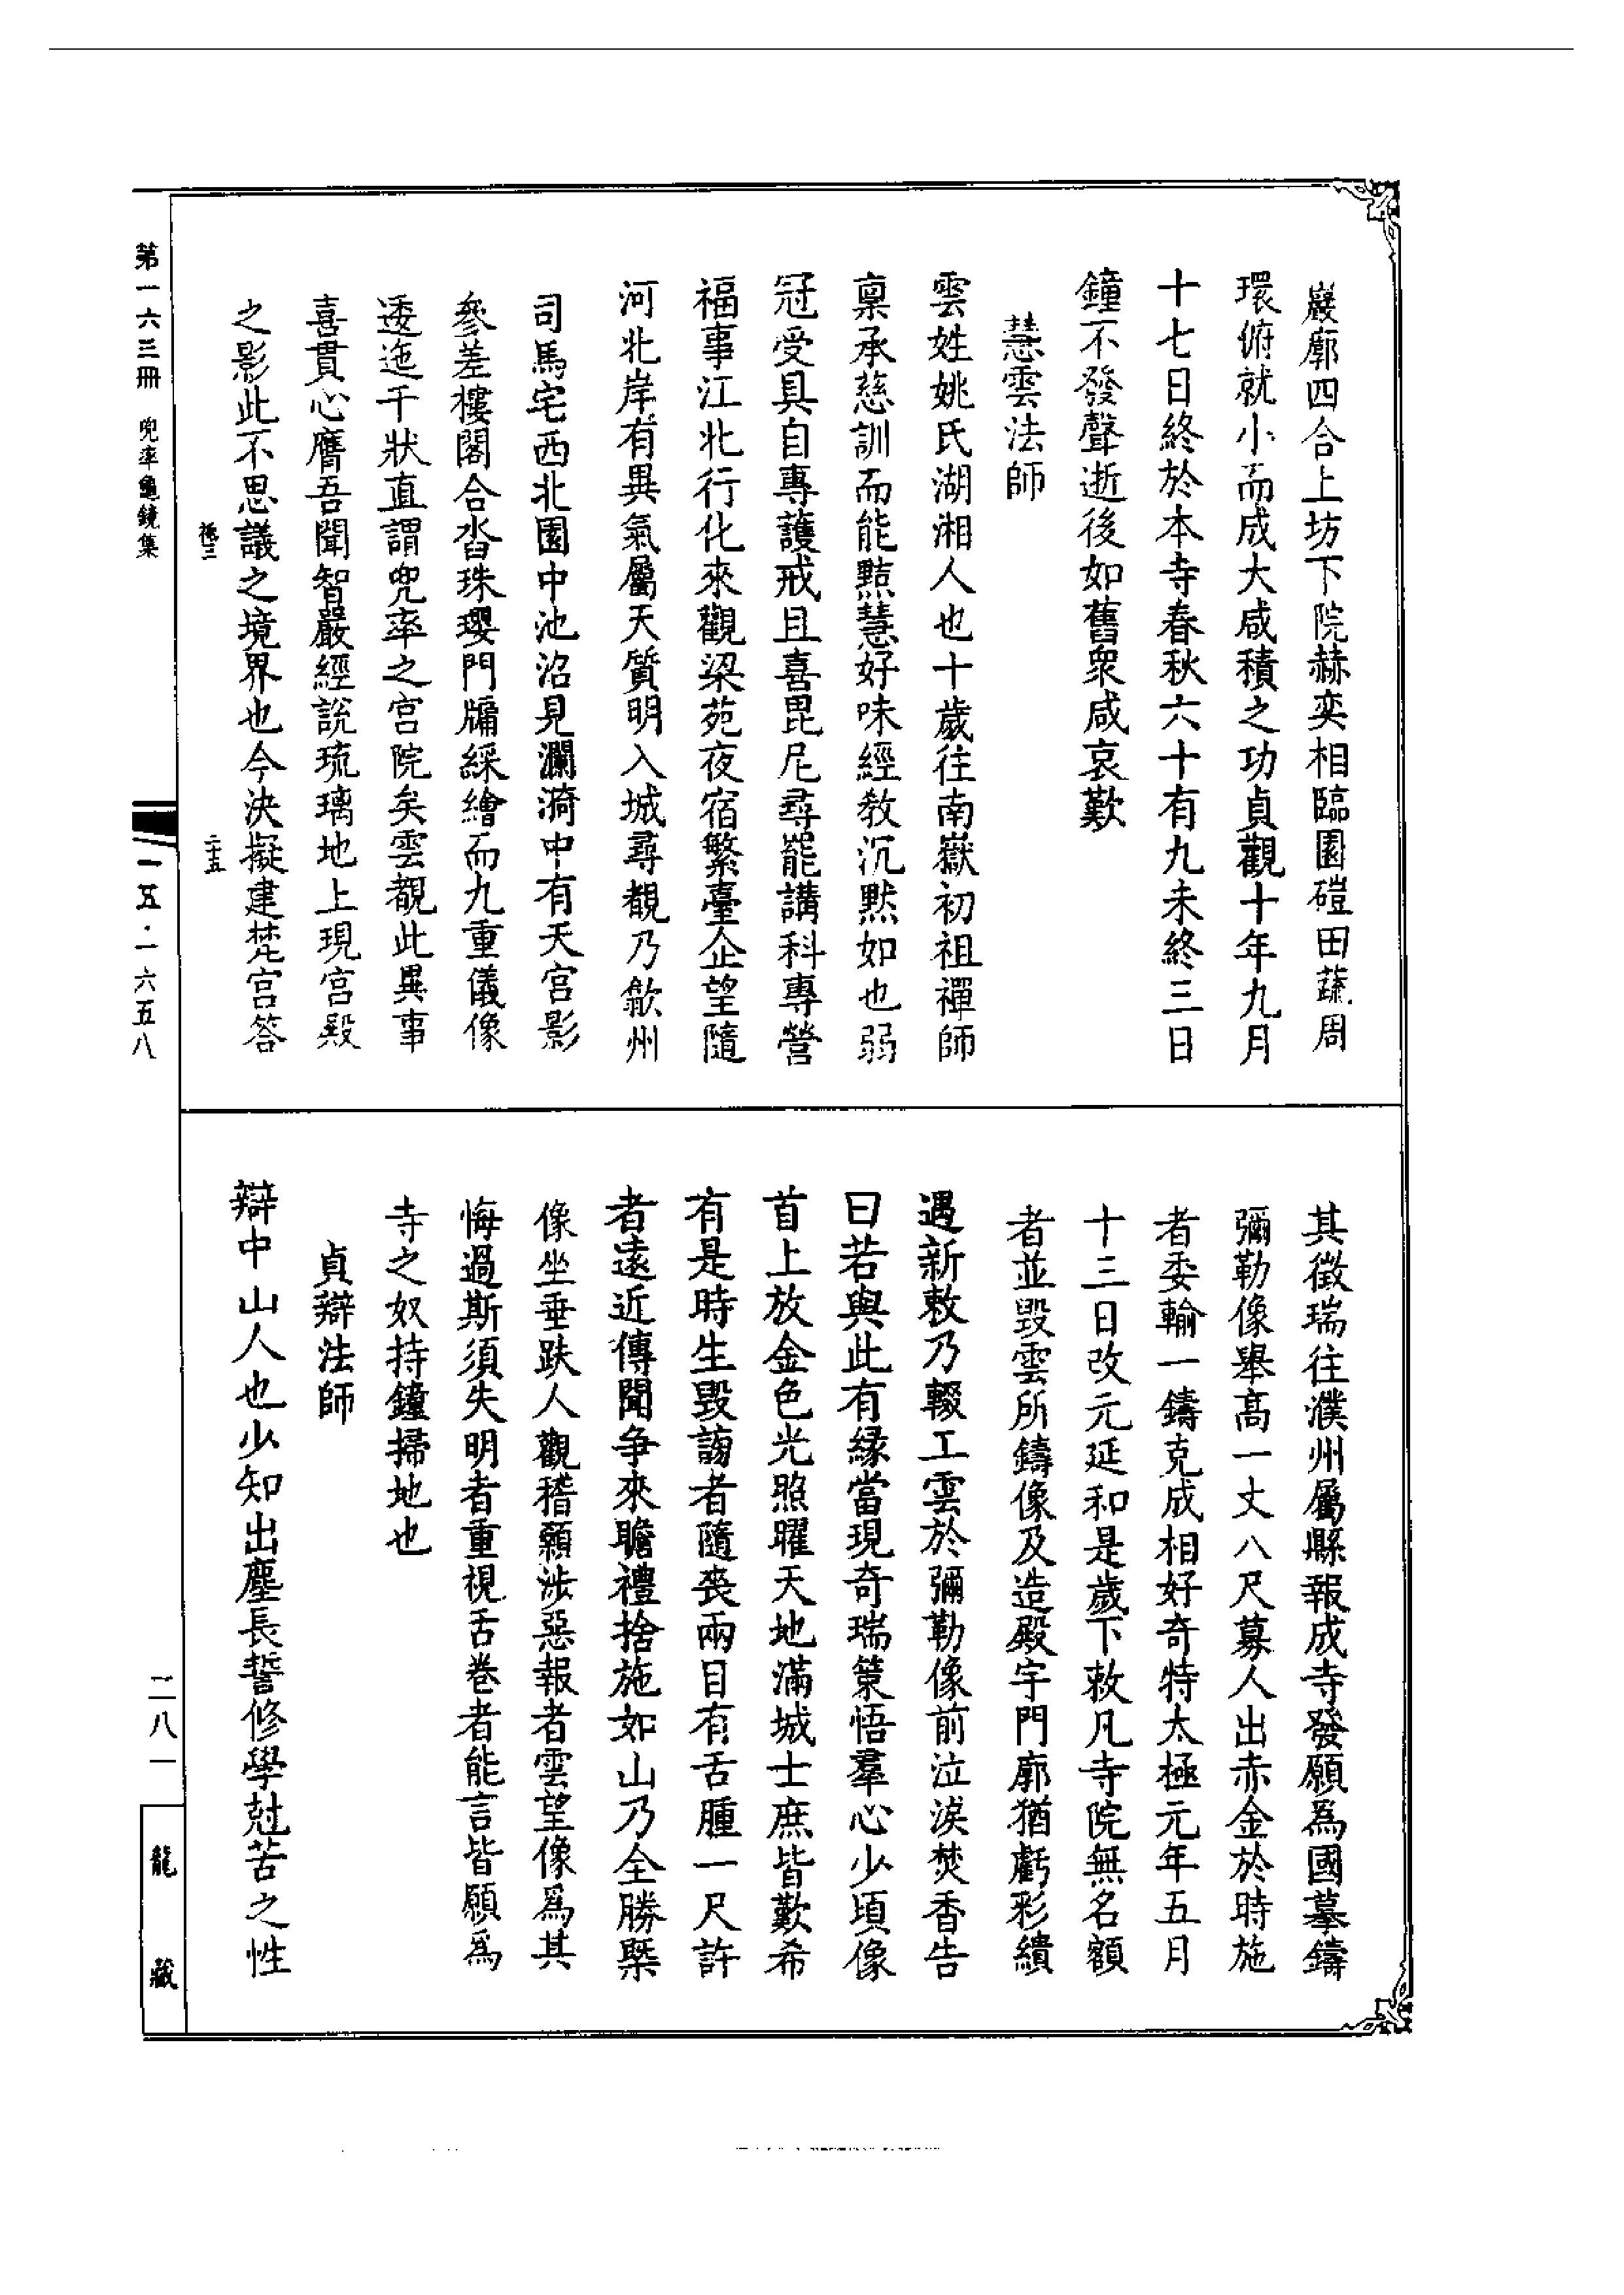 巖廓四合上坊下院赫奕相臨園磑田蔬周
環俯就小而成大咸積之功貞觀十年九月
十七日終於本寺春秋六十有九未終三日
鐘不發聲逝後如舊衆咸哀歎
慧雲法師
雲姓姚氏湖湘人也十歲往南嶽初祖禪師
稟承慈訓而能黠慧好味經教沉默如也弱
冠受具自專護戒且喜毘尼尋罷講科專營
福事江北行化來觀梁苑夜宿繁臺企望隨
河北岸有異氣屬天質明入城尋覩乃歙州
司馬宅西北園中池沼見瀾漪中有天宮影
參差樓閣合沓珠瓔門牖綵繪而九重儀像
逶迤千狀直謂兜率之宮院矣雲覩此異事
喜貫心膺吾聞智嚴經說琉璃地上現宮殿
之影此不思議之境界也今決擬建梵宮答
二十五
第一六三冊 兜率龜鏡集
一五·一六五八
其徵瑞往濮州屬縣報成寺發願爲國摹鑄
彌勒像舉高一丈八尺募人出赤金於時施
者委輸一鑄克成相好奇特太極元年五月
十三日改元延和是歲下敕凡寺院無名額
者並毀雲所鑄像及造殿宇門廊猶虧彩繢
遇新敕乃輟工雲於彌勒像前泣淚焚香告
曰若與此有緣當現奇瑞策悟羣心少頃像
首上放金色光照曜天地滿城士庶皆歎希
有是時生毀謗者隨喪兩目有舌腫一尺許
者遠近傳聞爭來瞻禮捨施如山乃全勝槩
像坐垂趺人觀稽顙涉惡報者雲望像爲其
悔過斯須失明者重視舌卷者能言皆願爲
寺之奴持鐘掃地也
貞辯法師
辯中山人也少知出塵長誓修學尅苦之性
二八一
龍藏